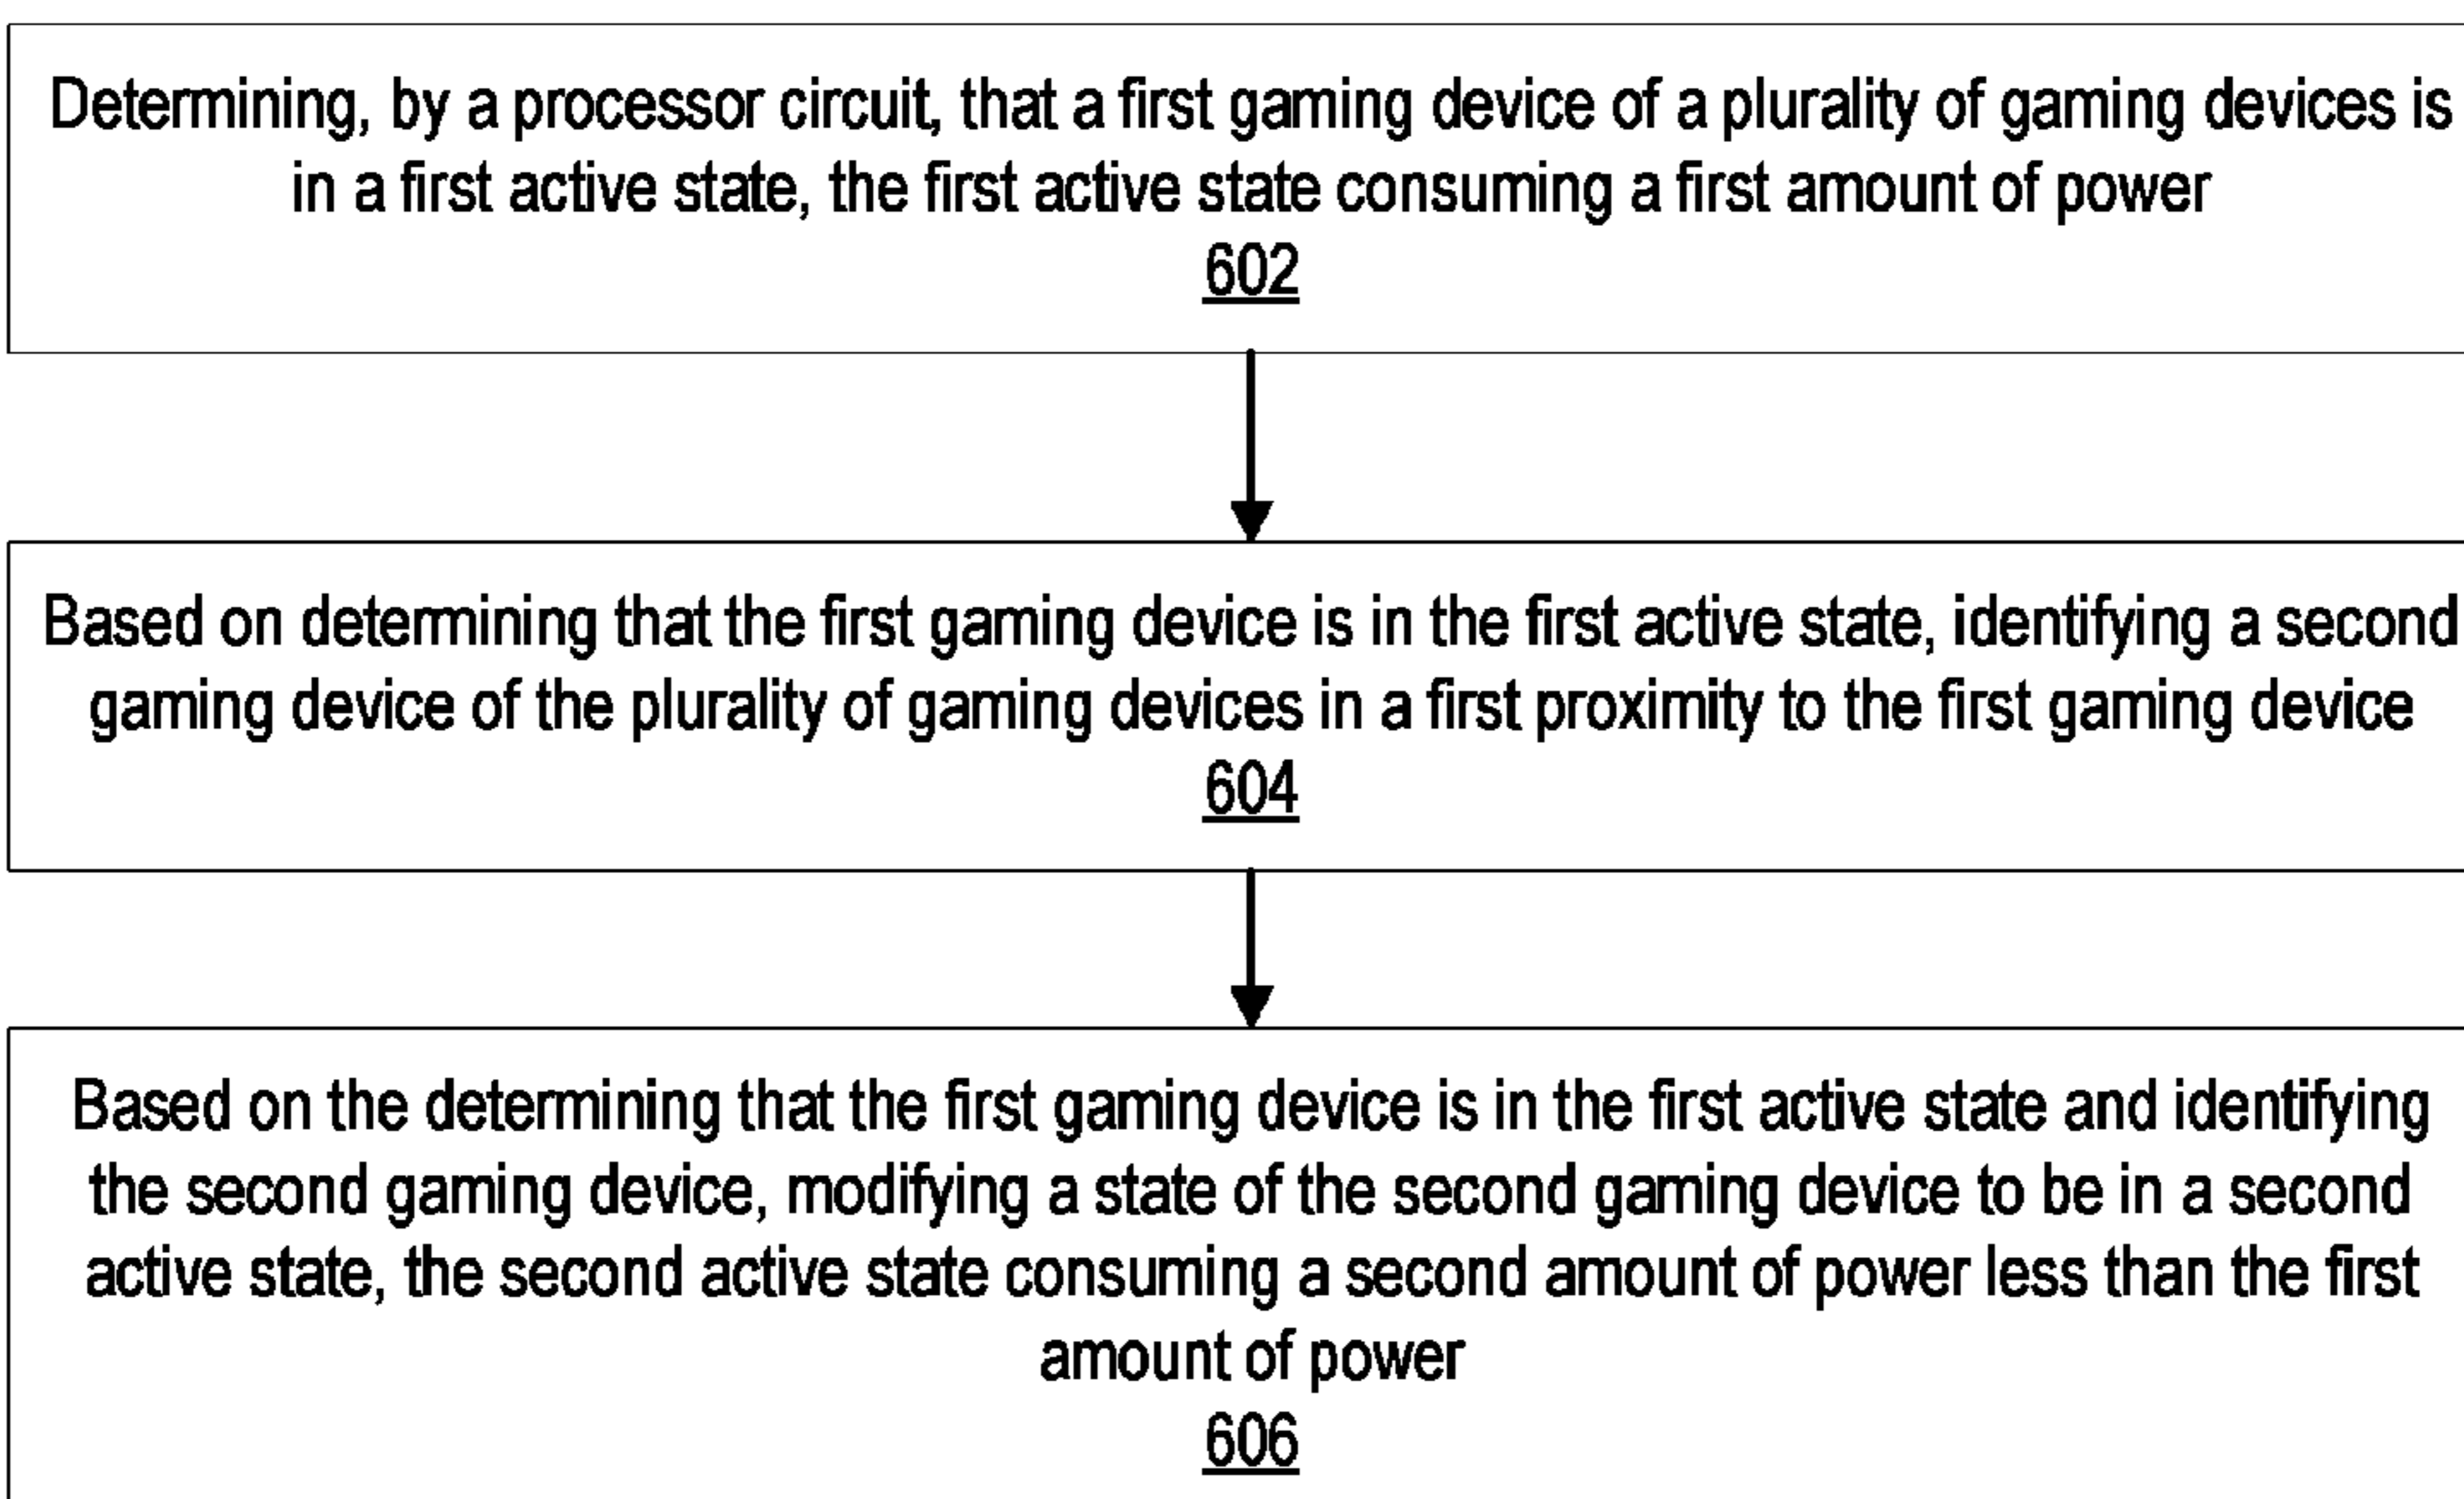 Determining, by a processor circuit, that a first gaming device of a plurality of gaming devices is
in a first active state, the first active state consuming a first amount of power
602
Based on determining that the first gaming device is in the first active state, identifying a second
gaming device of the plurality of gaming devices in a first proximity to the first gaming device
604
Based on the determining that the first gaming device is in the first active state and identifying
the second gaming device, modifying a state of the second gaming device to be in a second
active state, the second active state consuming a second amount of power less than the first
amount of power
606